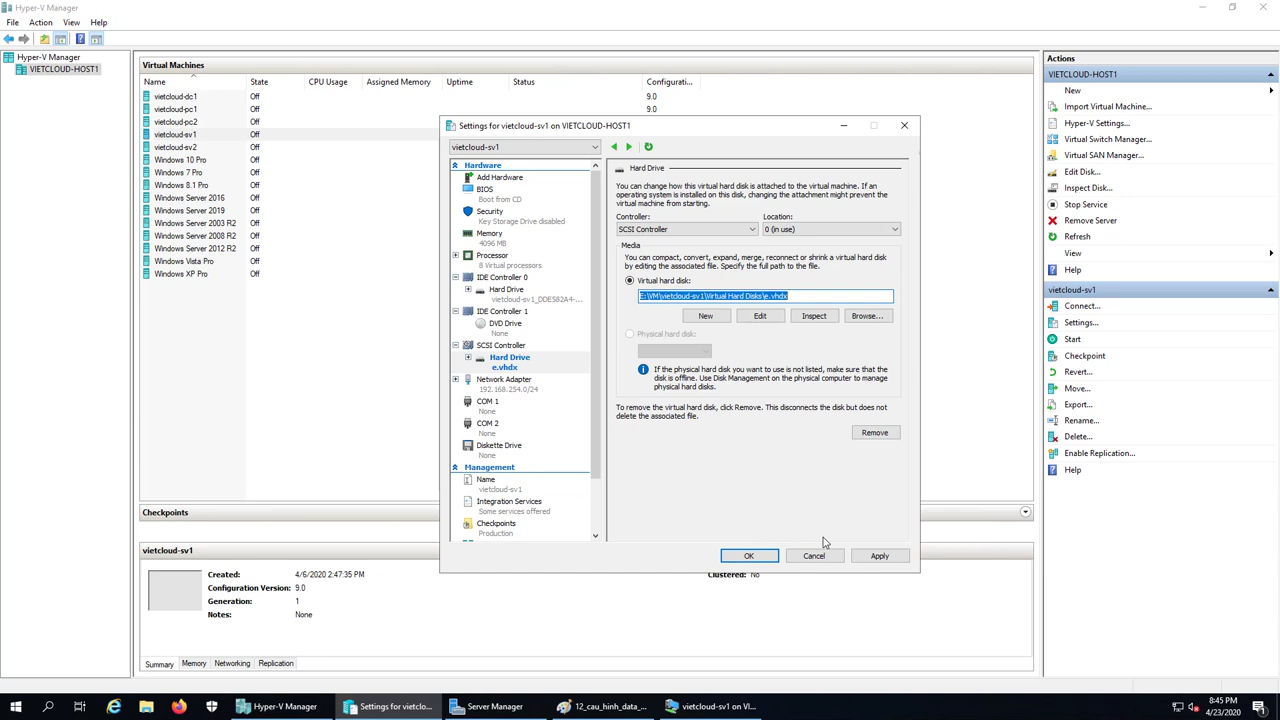 Hyper-V Manager
File Action View Help
Hyper-V Manager
VIETCLOUD-HOST1
Virtual Machines
Name State CPU Usage Assigned Memory Uptime Status Configurati...
vietcloud-dc1 Off 9.0
vietcloud-pc1 Off 9.0
vietcloud-pc2 Off
vietcloud-sv1 Off
vietcloud-sv2 Off
Windows 10 Pro Off
Windows 7 Pro Off
Windows 8.1 Pro Off
Windows Server 2016 Off
Windows Server 2019 Off
Windows Server 2003 R2 Off
Windows Server 2008 R2 Off
Windows Server 2012 R2 Off
Windows Vista Pro Off
Windows XP Pro Off
Checkpoints
vietcloud-sv1
Created: 4/6/2020 2:47:35 PM
Configuration Version: 9.0
Generation: 1
Notes: None
Clustered: No
Summary Memory Networking Replication
Settings for vietcloud-sv1 on VIETCLOUD-HOST1
vietcloud-sv1
Hardware
Add Hardware
BIOS
Boot from CD
Security
Key Storage Drive disabled
Memory
4096 MB
Processor
8 Virtual processors
IDE Controller 0
Hard Drive
vietcloud-sv1_DDE582A4-...
IDE Controller 1
DVD Drive
None
SCSI Controller
Hard Drive
e.vhdx
Network Adapter
192.168.254.0/24
COM 1
None
COM 2
None
Diskette Drive
None
Management
Name
vietcloud-sv1
Integration Services
Some services offered
Checkpoints
Production
Hard Drive
You can change how this virtual hard disk is attached to the virtual machine. If an
operating system is installed on this disk, changing the attachment might prevent the
virtual machine from starting.
Controller: Location:
SCSI Controller 0 (in use)
Media
You can compact, convert, expand, merge, reconnect or shrink a virtual hard disk
by editing the associated file. Specify the full path to the file.
Virtual hard disk:
E:\VM\vietcloud-sv1\Virtual Hard Disks\e.vhdx
New Edit Inspect Browse...
Physical hard disk:
If the physical hard disk you want to use is not listed, make sure that the
disk is offline. Use Disk Management on the physical computer to manage
physical hard disks.
To remove the virtual hard disk, click Remove. This disconnects the disk but does not
delete the associated file.
Remove
OK Cancel Apply
Actions
VIETCLOUD-HOST1
New
Import Virtual Machine...
Hyper-V Settings...
Virtual Switch Manager...
Virtual SAN Manager...
Edit Disk...
Inspect Disk...
Stop Service
Remove Server
Refresh
View
Help
vietcloud-sv1
Connect...
Settings...
Start
Checkpoint
Revert...
Move...
Export...
Rename...
Delete...
Enable Replication...
Help
Hyper-V Manager Settings for vietclo... Server Manager 12_cau_hinh_data_... vietcloud-sv1 on VI...
8:45 PM
4/23/2020